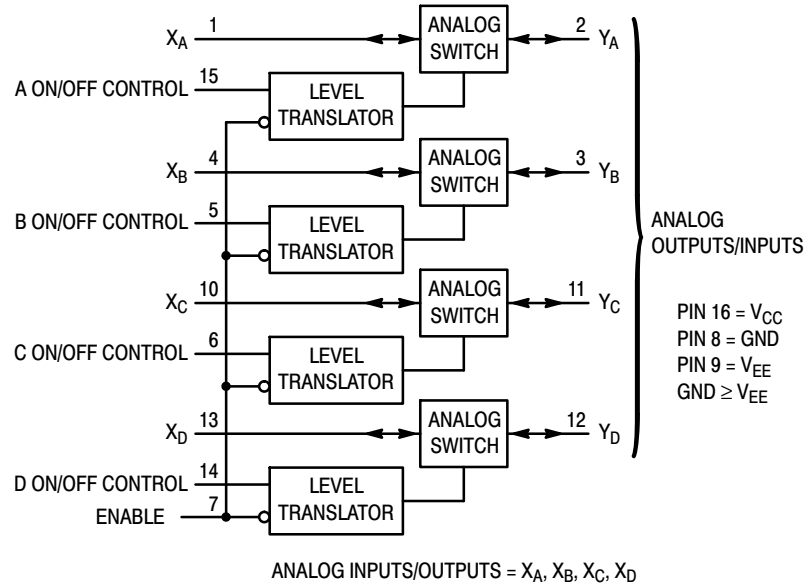 1 ANALOG SWITCH 2
X_A Y_A
15
A ON/OFF CONTROL LEVEL TRANSLATOR
4 ANALOG SWITCH 3
X_B Y_B
5
B ON/OFF CONTROL LEVEL TRANSLATOR
ANALOG OUTPUTS/INPUTS
10 ANALOG SWITCH 11
X_C Y_C
PIN 16 = V_CC
PIN 8 = GND
PIN 9 = V_EE
GND ≥ V_EE
6
C ON/OFF CONTROL LEVEL TRANSLATOR
13 ANALOG SWITCH 12
X_D Y_D
14
D ON/OFF CONTROL LEVEL TRANSLATOR
7
ENABLE
ANALOG INPUTS/OUTPUTS = X_A, X_B, X_C, X_D